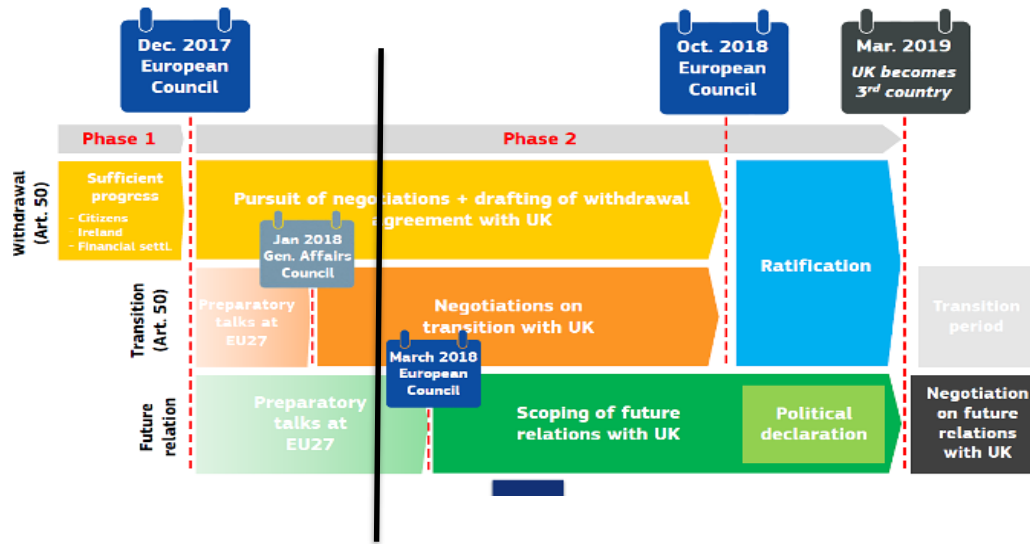 Dec. 2017
European
Council
Oct. 2018
European
Council
Mar. 2019
UK becomes
3rd country
Phase 1
Phase 2
Withdrawal
(Art. 50)
Sufficient
progress
- Citizens
- Ireland
- Financial settl.
Pursuit of negotiations + drafting of withdrawal
agreement with UK
Jan 2018
Gen. Affairs
Council
Ratification
Transition
(Art. 50)
Preparatory
talks at
EU27
Negotiations on
transition with UK
Transition
period
March 2018
European
Council
Future
relation
Preparatory
talks at
EU27
Scoping of future
relations with UK
Political
declaration
Negotiation
on future
relations
with UK